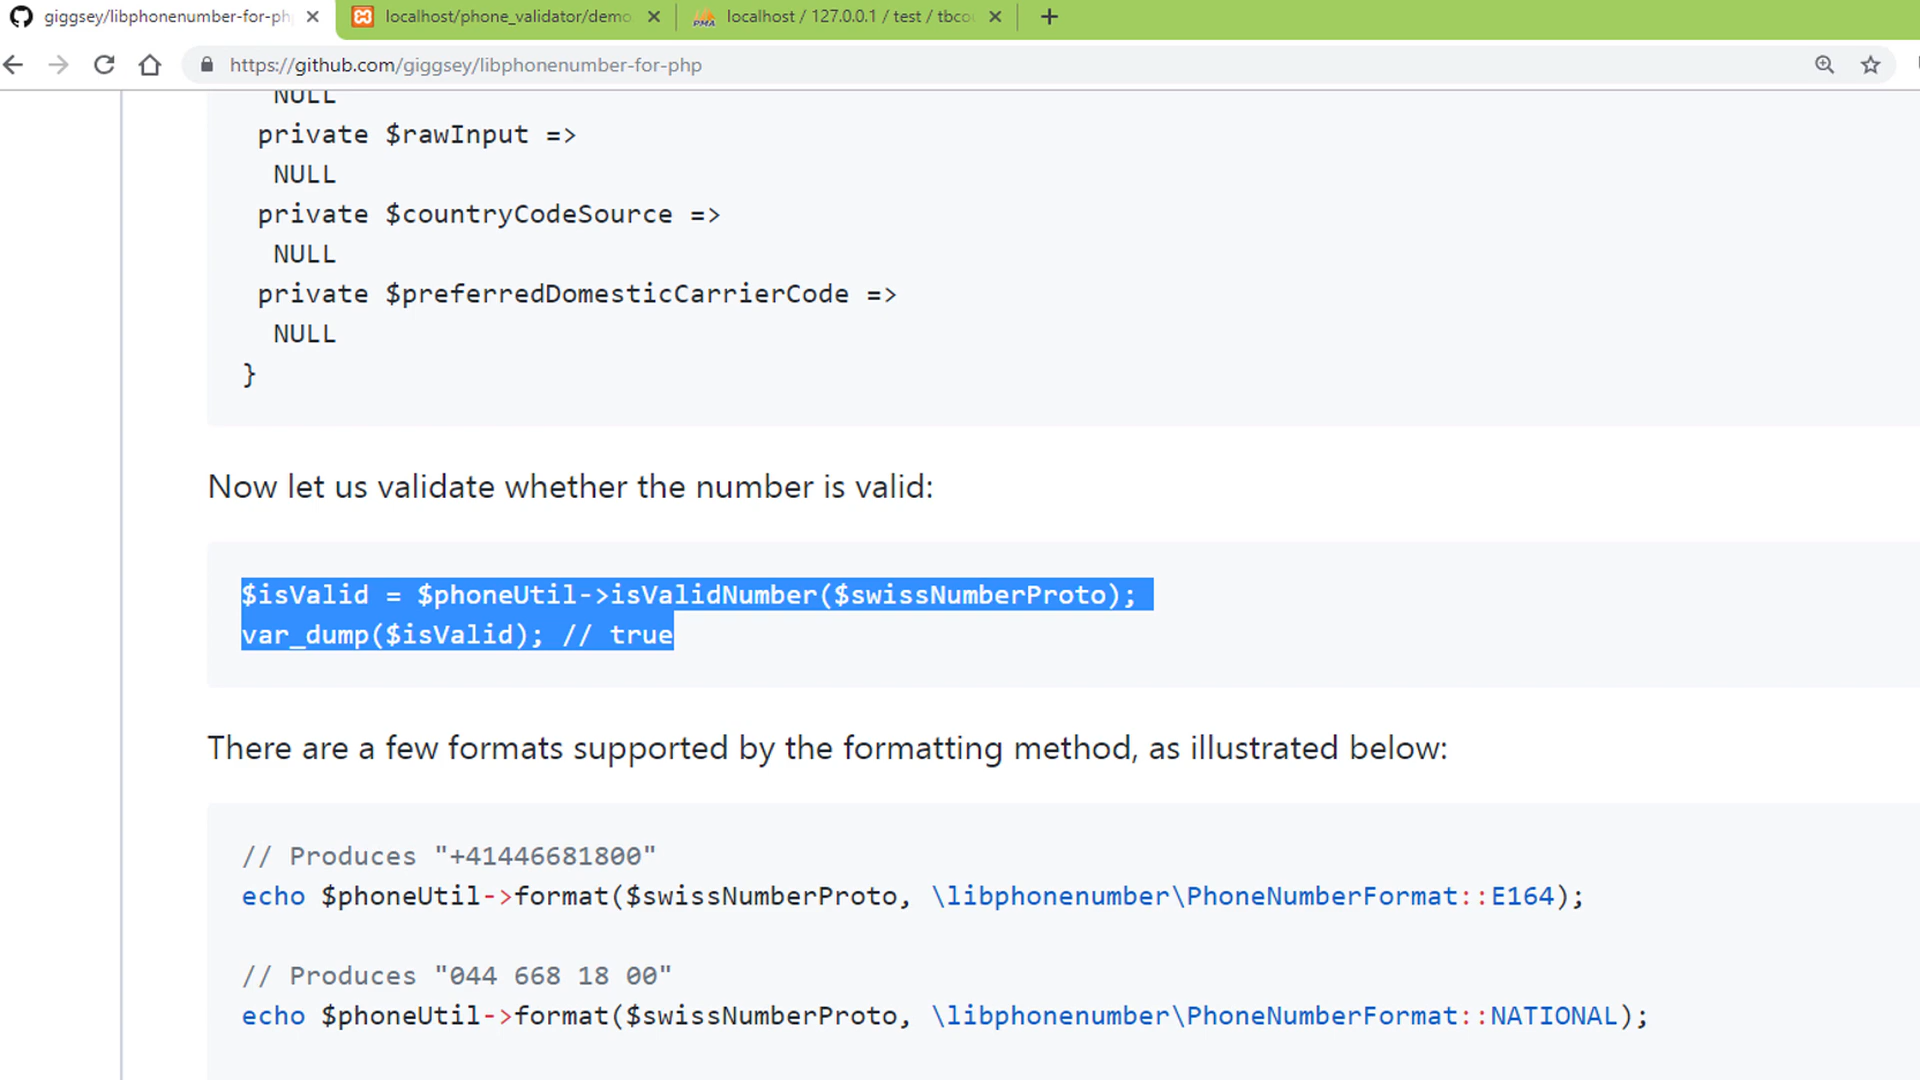 giggsey/libphonenumber-for-ph
localhost/phone_validator/demo
localhost / 127.0.0.1 / test / tbcou
https://github.com/giggsey/libphonenumber-for-php
NULL
private $rawInput =>
NULL
private $countryCodeSource =>
NULL
private $preferredDomesticCarrierCode =>
NULL
}
Now let us validate whether the number is valid:
$isValid = $phoneUtil->isValidNumber($swissNumberProto);
var_dump($isValid); // true
There are a few formats supported by the formatting method, as illustrated below:
// Produces "+41446681800"
echo $phoneUtil->format($swissNumberProto, \libphonenumber\PhoneNumberFormat::E164);
// Produces "044 668 18 00"
echo $phoneUtil->format($swissNumberProto, \libphonenumber\PhoneNumberFormat::NATIONAL);